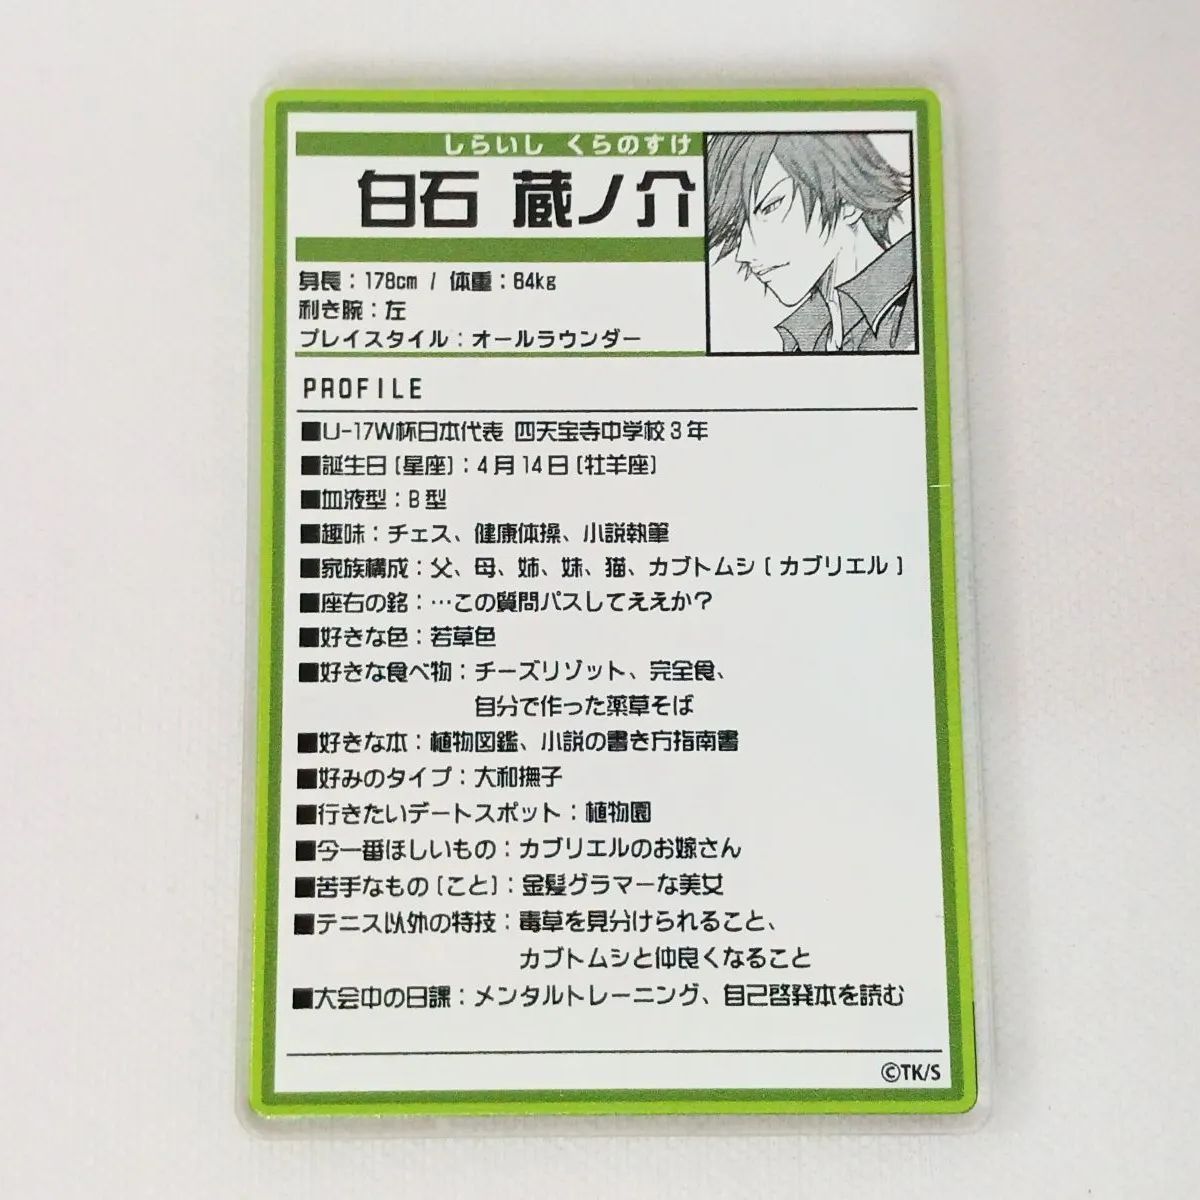 しらいし くらのすけ
白石 蔵ノ介
身長：178cm / 体重：64kg
利き腕：左
プレイスタイル：オールラウンダー
PROFILE
■U-17W杯日本代表 四天宝寺中学校3年
■誕生日(星座)：4月14日(牡羊座)
■血液型：B型
■趣味：チェス、健康体操、小説執筆
■家族構成：父、母、姉、妹、猫、カブトムシ(カブリエル)
■座右の銘：…この質問パスしてええか?
■好きな色：若草色
■好きな食べ物：チーズリゾット、完全食、
自分で作った薬草そば
■好きな本：植物図鑑、小説の書き方指南書
■好みのタイプ：大和撫子
■行きたいデートスポット：植物園
■今一番ほしいもの：カブリエルのお嫁さん
■苦手なもの(こと)：金髪グラマーな美女
■テニス以外の特技：毒草を見分けられること、
カブトムシと仲良くなること
■大会中の日課：メンタルトレーニング、自己啓発本を読む
©TK/S